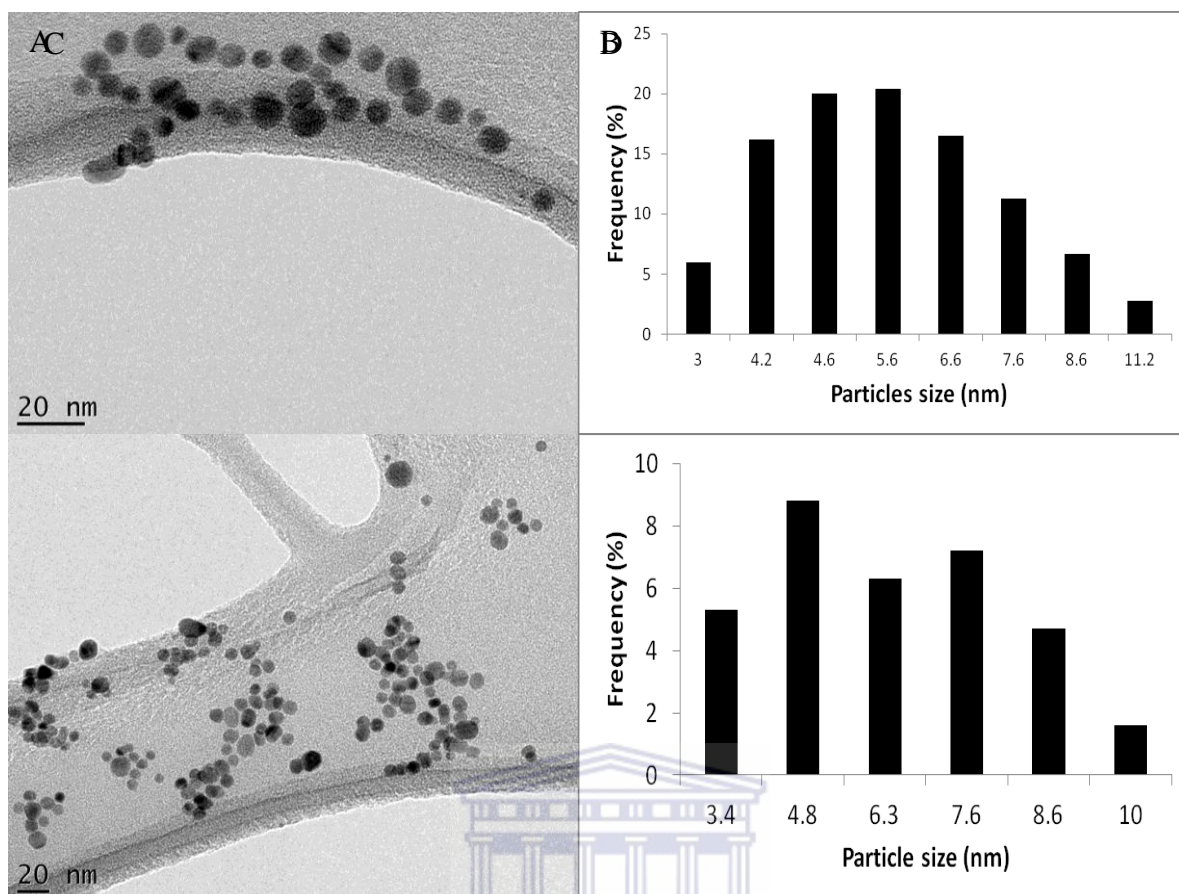 AC
20 nm
BD
25
20
15
10
5
0
Frequency (%)
3 4.2 4.6 5.6 6.6 7.6 8.6 11.2
Particles size (nm)
20 nm
10
8
6
4
2
0
Frequency (%)
3.4 4.8 6.3 7.6 8.6 10
Particle size (nm)